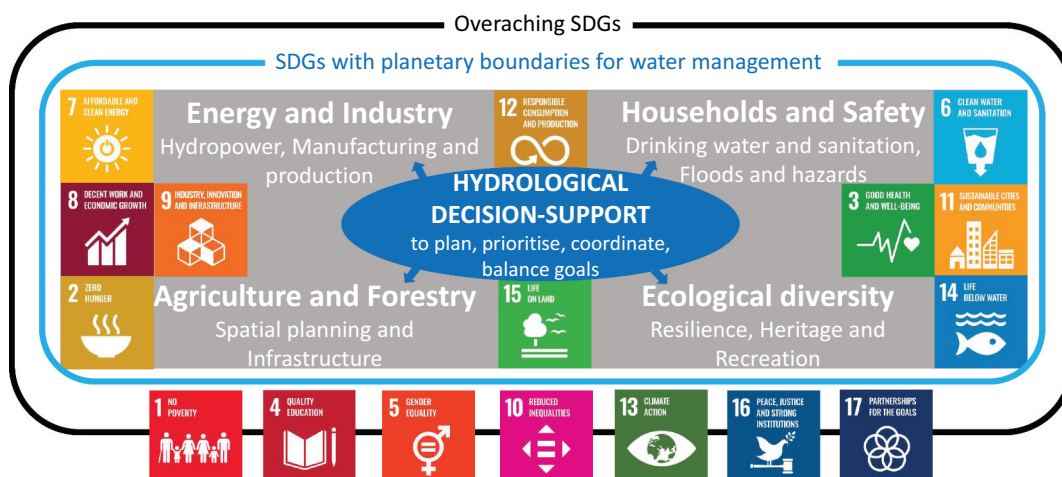 Overaching SDGs
SDGs with planetary boundaries for water management
7 AFFORDABLE AND
CLEAN ENERGY
Energy and Industry
Hydropower, Manufacturing and
production
12 RESPONSIBLE
CONSUMPTION
AND PRODUCTION
Households and Safety
Drinking water and sanitation,
Floods and hazards
6 CLEAN WATER
AND SANITATION
8 DECENT WORK AND
ECONOMIC GROWTH
9 INDUSTRY, INNOVATION
AND INFRASTRUCTURE
HYDROLOGICAL
DECISION-SUPPORT
to plan, prioritise, coordinate,
balance goals
3 GOOD HEALTH
AND WELL-BEING
11 SUSTAINABLE CITIES
AND COMMUNITIES
2 ZERO
HUNGER
Agriculture and Forestry
Spatial planning and
Infrastructure
15 LIFE
ON LAND
Ecological diversity
Resilience, Heritage and
Recreation
14 LIFE
BELOW WATER
1 NO
POVERTY
4 QUALITY
EDUCATION
5 GENDER
EQUALITY
10 REDUCED
INEQUALITIES
13 CLIMATE
ACTION
16 PEACE, JUSTICE
AND STRONG
INSTITUTIONS
17 PARTNERSHIPS
FOR THE GOALS